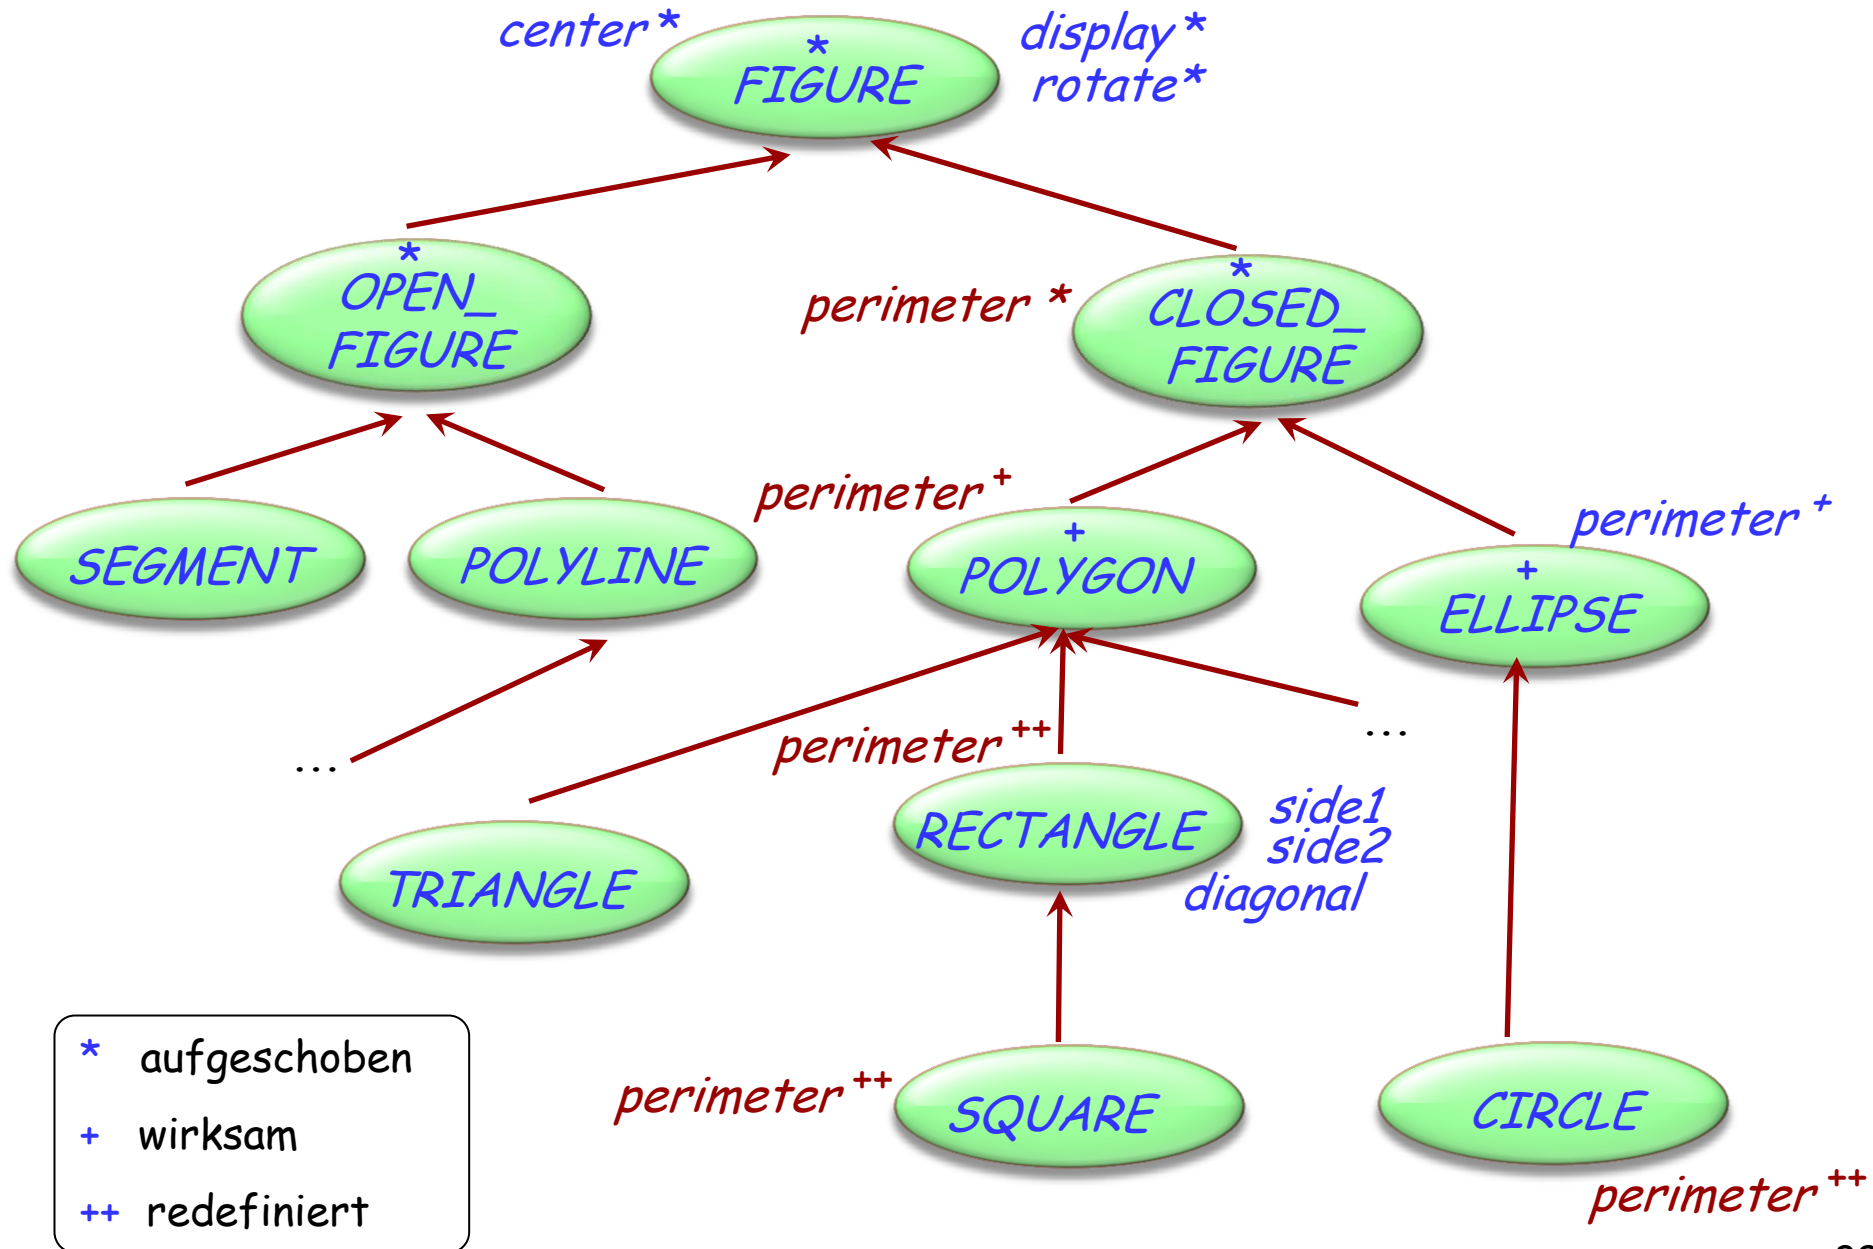 center *
*
FIGURE
display *
rotate *
*
OPEN_
FIGURE
perimeter *
*
CLOSED_
FIGURE
SEGMENT
POLYLINE
perimeter +
+
POLYGON
perimeter +
+
ELLIPSE
...
perimeter ++
...
TRIANGLE
RECTANGLE
side1
side2
diagonal
* aufgeschoben
+ wirksam
++ redefiniert
perimeter ++
SQUARE
CIRCLE
perimeter ++